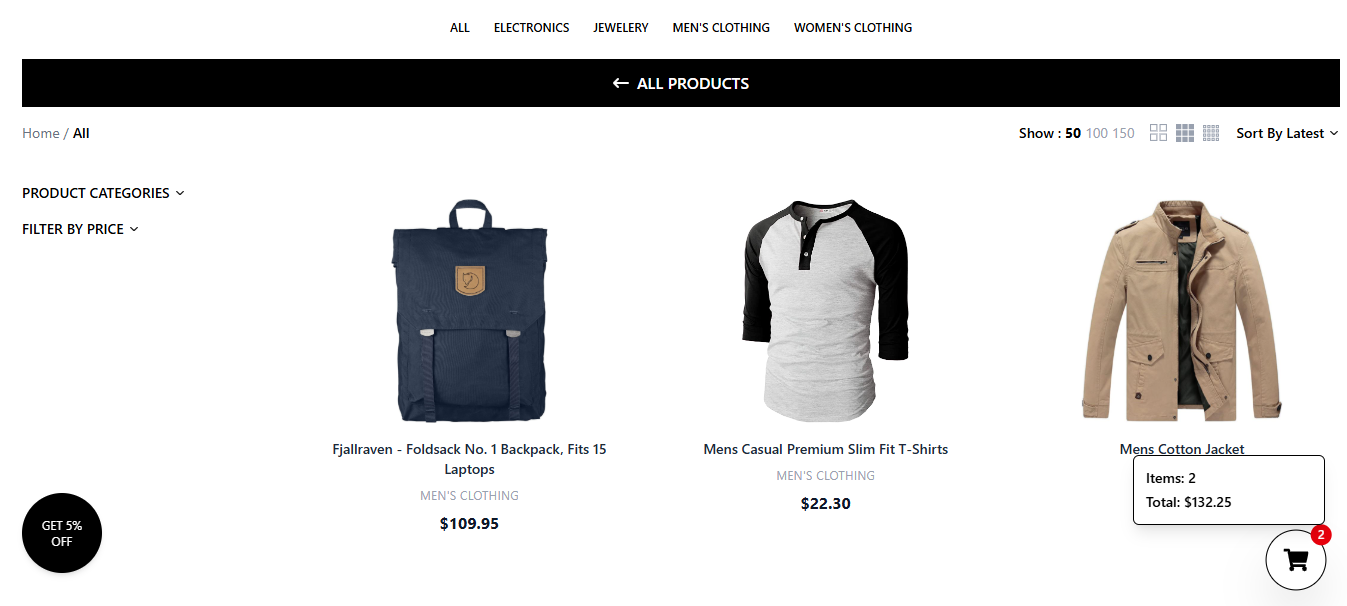 ALL ELECTRONICS JEWELERY MEN'S CLOTHING WOMEN'S CLOTHING
← ALL PRODUCTS
Home / All
Show : 50 100 150
Sort By Latest
PRODUCT CATEGORIES
FILTER BY PRICE
Fjallraven - Foldsack No. 1 Backpack, Fits 15
Laptops
MEN'S CLOTHING
$109.95
Mens Casual Premium Slim Fit T-Shirts
MEN'S CLOTHING
$22.30
Mens Cotton Jacket
Items: 2
Total: $132.25
2
GET 5%
OFF